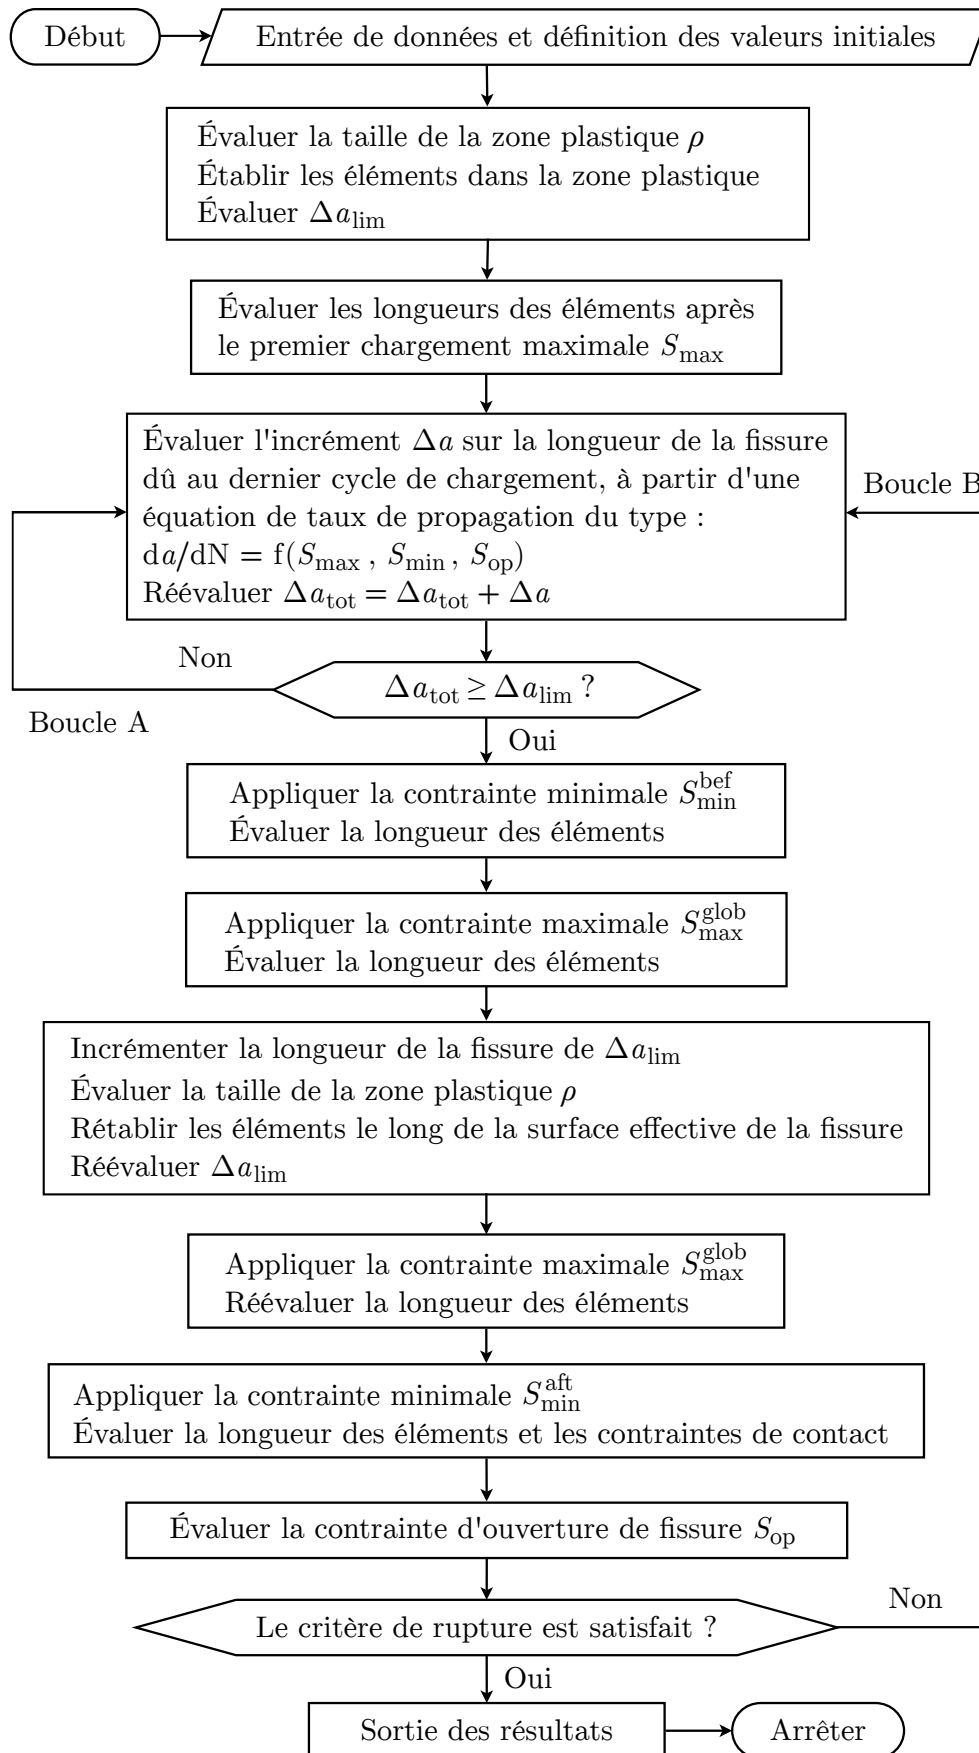 Début
Entrée de données et définition des valeurs initiales
Évaluer la taille de la zone plastique ρ
Établir les éléments dans la zone plastique
Évaluer Δa_lim
Évaluer les longueurs des éléments après
le premier chargement maximale S_max
Évaluer l'incrément Δa sur la longueur de la fissure
dû au dernier cycle de chargement, à partir d'une
équation de taux de propagation du type :
da/dN = f(S_max , S_min , S_op)
Réévaluer Δa_tot = Δa_tot + Δa
Boucle B
Non
Δa_tot ≥ Δa_lim ?
Boucle A
Oui
Appliquer la contrainte minimale S_min^bef
Évaluer la longueur des éléments
Appliquer la contrainte maximale S_max^glob
Évaluer la longueur des éléments
Incrémenter la longueur de la fissure de Δa_lim
Évaluer la taille de la zone plastique ρ
Rétablir les éléments le long de la surface effective de la fissure
Réévaluer Δa_lim
Appliquer la contrainte maximale S_max^glob
Réévaluer la longueur des éléments
Appliquer la contrainte minimale S_min^aft
Évaluer la longueur des éléments et les contraintes de contact
Évaluer la contrainte d'ouverture de fissure S_op
Le critère de rupture est satisfait ?
Non
Oui
Sortie des résultats
Arrêter